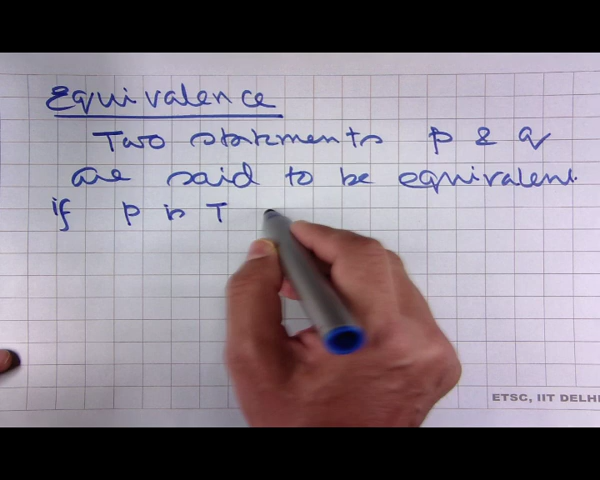 Equivalence
Two statements p & q
are said to be equivalent
if p is T
ETSC, IIT DELHI